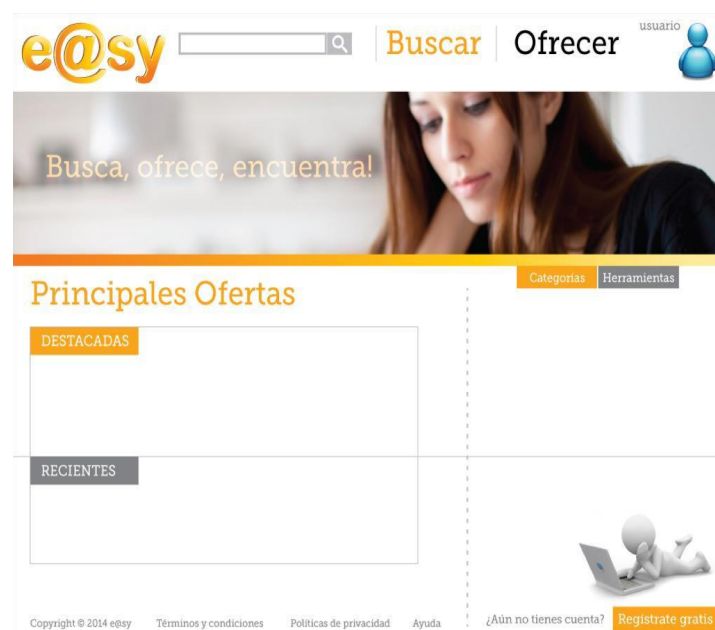 e@sy
Buscar
Ofrecer
usuario
Busca, ofrece, encuentra!
Categorias
Herramientas
Principales Ofertas
DESTACADAS
RECIENTES
Copyright © 2014 e@sy Términos y condiciones Políticas de privacidad Ayuda
¿Aún no tienes cuenta? Regístrate gratis